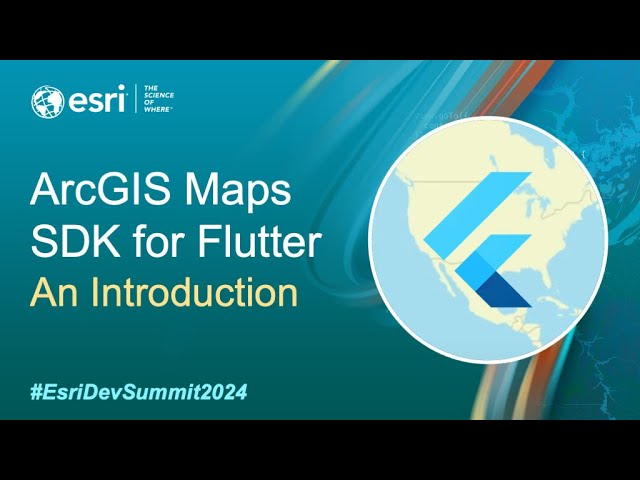 esri
THE
SCIENCE
OF
WHERE®
ArcGIS Maps
SDK for Flutter
An Introduction
#EsriDevSummit2024